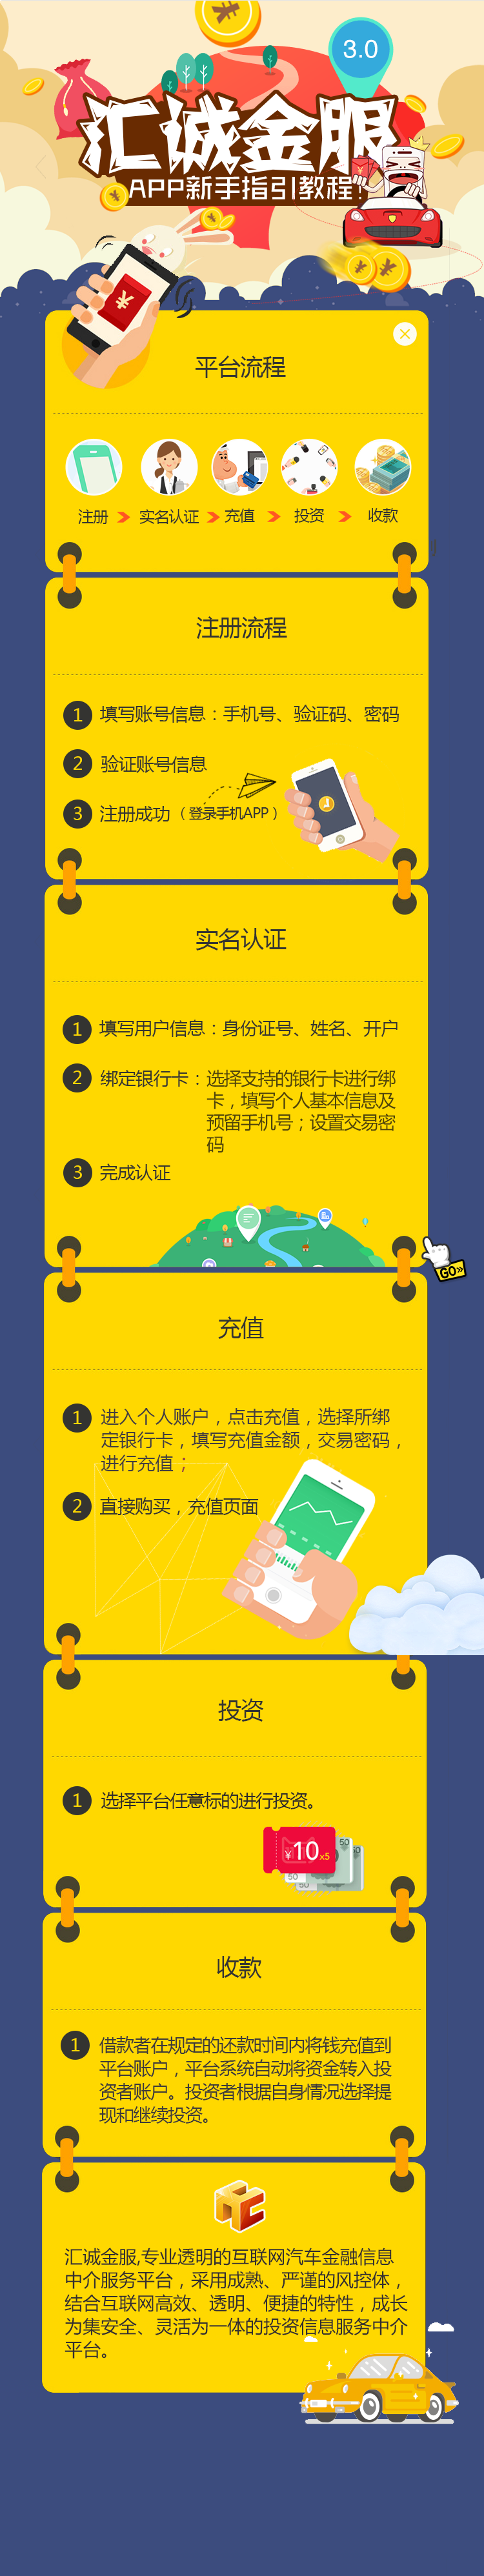 3.0
汇诚金服
APP新手指引教程!
平台流程
注册 实名认证 充值 投资 收款
注册流程
1 填写账号信息：手机号、验证码、密码
2 验证账号信息
3 注册成功（登录手机APP）
实名认证
1 填写用户信息：身份证号、姓名、开户
2 绑定银行卡：选择支持的银行卡进行绑
卡，填写个人基本信息及
预留手机号；设置交易密
码
3 完成认证
GO»
充值
1 进入个人账户，点击充值，选择所绑
定银行卡，填写充值金额，交易密码，
进行充值；
2 直接购买，充值页面
投资
1 选择平台任意标的进行投资。
¥10x5
50
50
50
50
收款
1 借款者在规定的还款时间内将钱充值到
平台账户，平台系统自动将资金转入投
资者账户。投资者根据自身情况选择提
现和继续投资。
汇诚金服,专业透明的互联网汽车金融信息
中介服务平台，采用成熟、严谨的风控体，
结合互联网高效、透明、便捷的特性，成长
为集安全、灵活为一体的投资信息服务中介
平台。